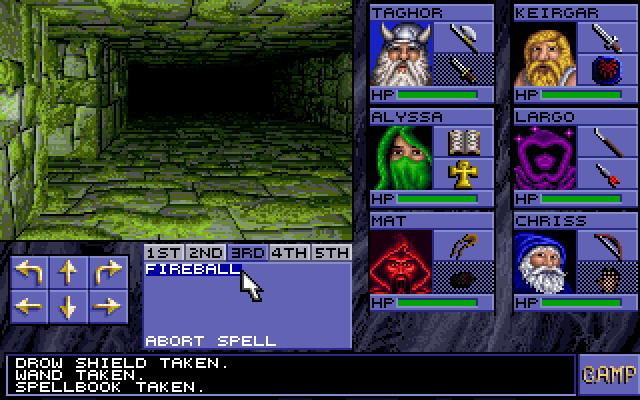 TAGHOR
KEIRGAR
HP
HP
ALYSSA
LARGO
HP
HP
MAT
CHRISS
HP
HP
1ST 2ND 3RD 4TH 5TH
FIREBALL
ABORT SPELL
DROW SHIELD TAKEN.
WAND TAKEN.
SPELLBOOK TAKEN.
CAMP